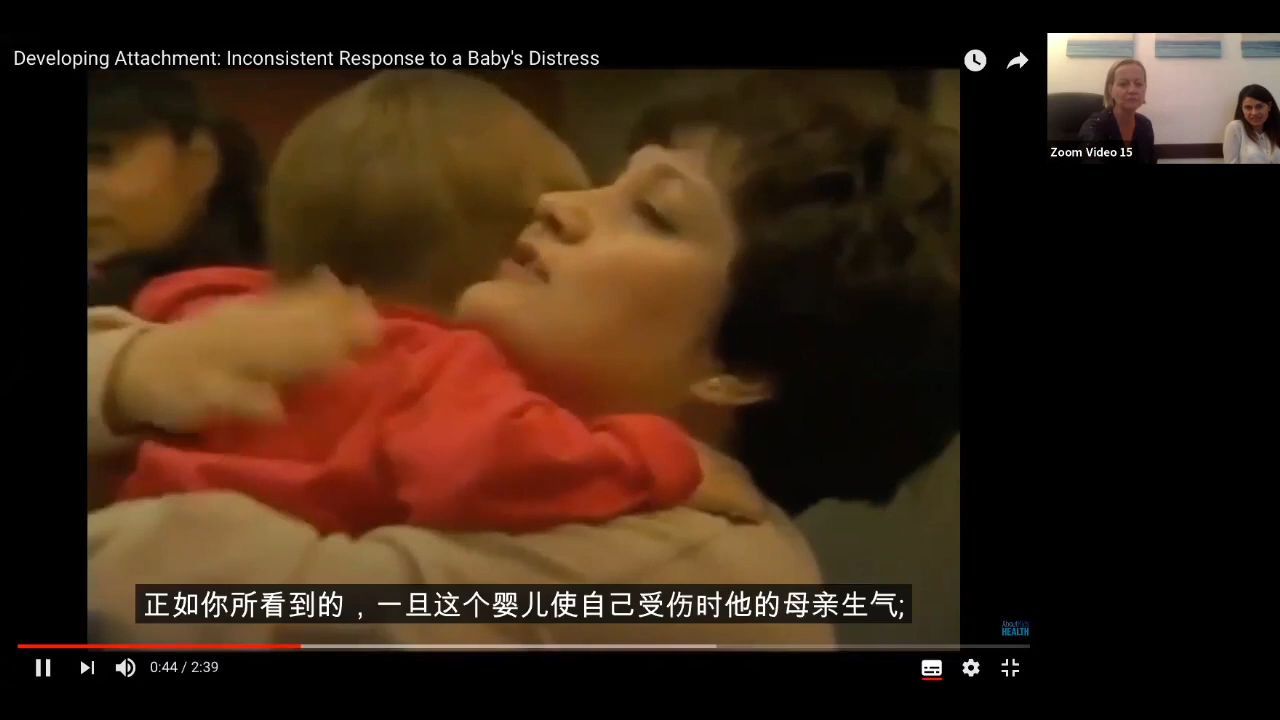 Developing Attachment: Inconsistent Response to a Baby's Distress
Zoom Video 15
正如你所看到的，一旦这个婴儿使自己受伤时他的母亲生气;
AboutKids
HEALTH
0:44 / 2:39